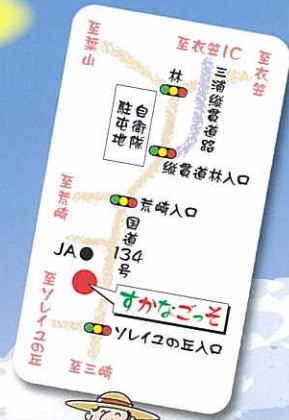 至葉山
至衣笠IC
至衣笠
林
三浦縦貫道路
自衛隊
駐屯地
縦貫道林入口
至荒崎
荒崎入口
国道134号
JA
すかなごっそ
ソレイユの丘入口
至ソレイユの丘
至三崎